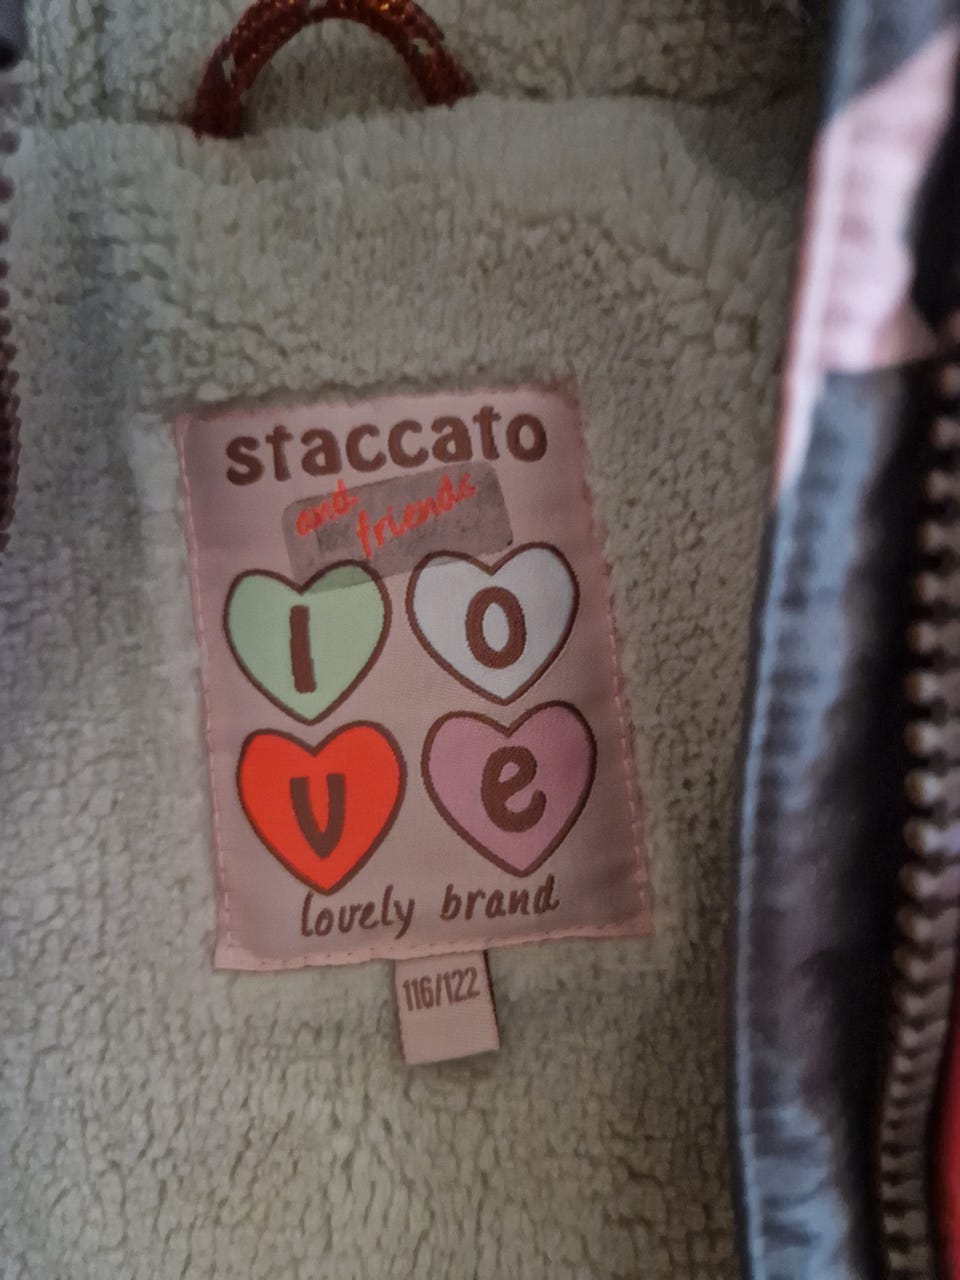 staccato
and
friends
l o
v e
lovely brand
116/122